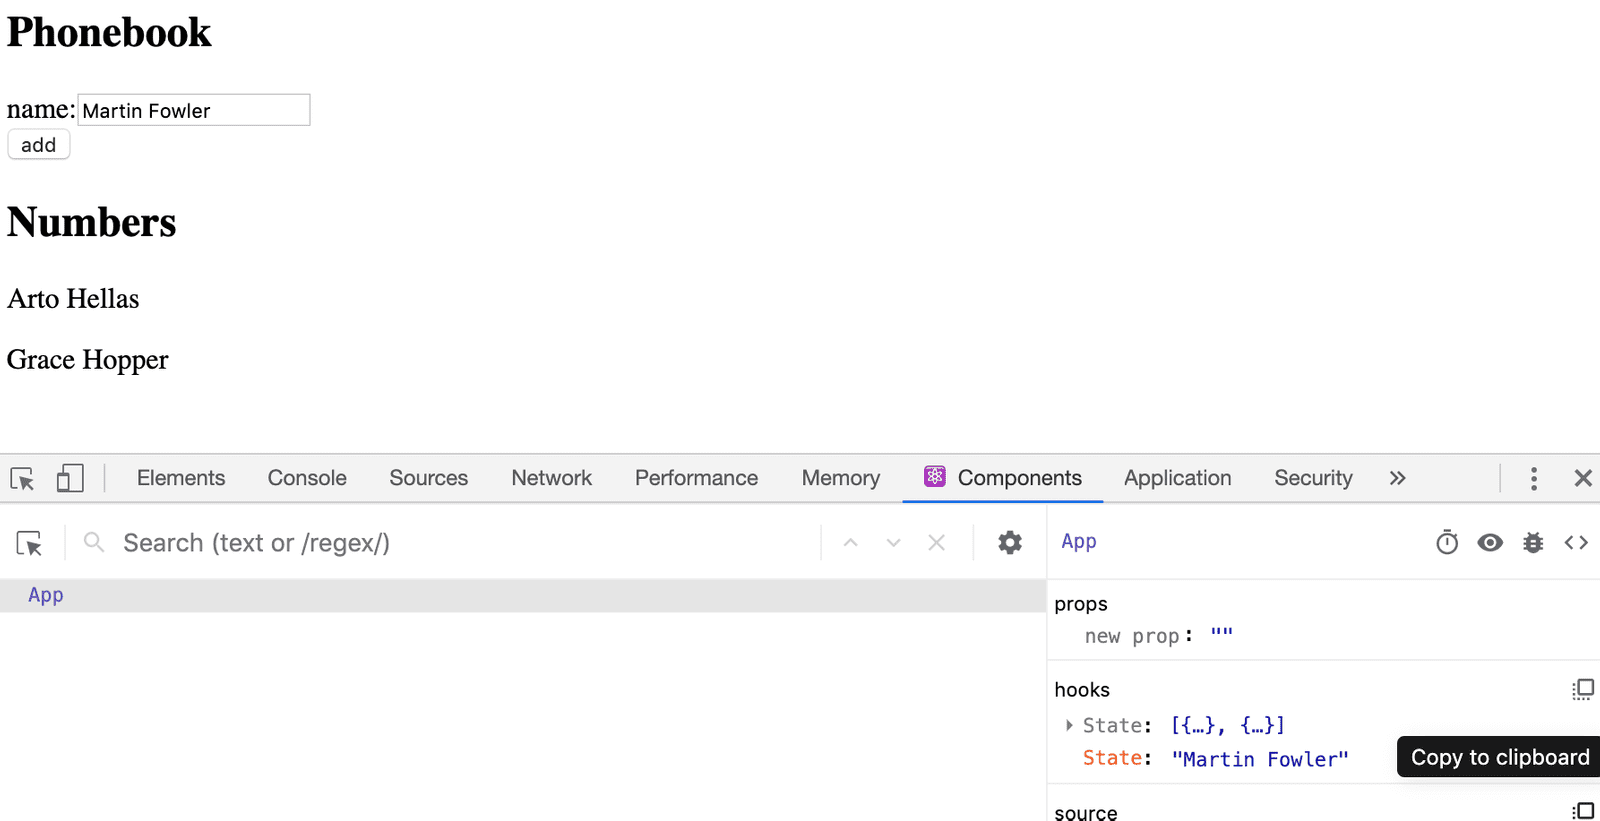 Phonebook
name: Martin Fowler
add
Numbers
Arto Hellas
Grace Hopper
Elements Console Sources Network Performance Memory Components Application Security »
Search (text or /regex/) App
App
props
new prop: ""
hooks
State: [{…}, {…}]
State: "Martin Fowler" Copy to clipboard
source